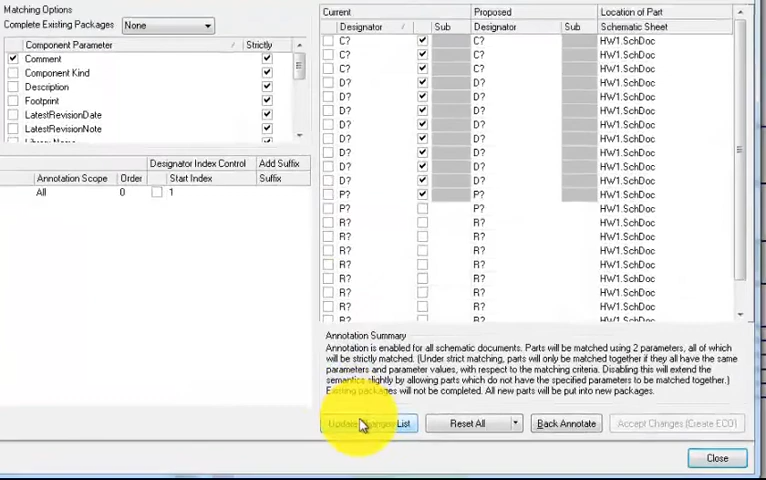 Matching Options
Complete Existing Packages None
Component Parameter Strictly
Comment
Component Kind
Description
Footprint
LatestRevisionDate
LatestRevisionNote
Designator Index Control Add Suffix
Annotation Scope Order Start Index Suffix
All 0 1
Current Proposed Location of Part
Designator Sub Designator Sub Schematic Sheet
C? C? HW1.SchDoc
C? C? HW1.SchDoc
C? C? HW1.SchDoc
D? D? HW1.SchDoc
D? D? HW1.SchDoc
D? D? HW1.SchDoc
D? D? HW1.SchDoc
D? D? HW1.SchDoc
D? D? HW1.SchDoc
D? D? HW1.SchDoc
D? D? HW1.SchDoc
P? P? HW1.SchDoc
P? P? HW1.SchDoc
R? R? HW1.SchDoc
R? R? HW1.SchDoc
R? R? HW1.SchDoc
R? R? HW1.SchDoc
R? R? HW1.SchDoc
R? R? HW1.SchDoc
R? R? HW1.SchDoc
R? R? HW1.SchDoc
Annotation Summary
Annotation is enabled for all schematic documents. Parts will be matched using 2 parameters, all of which
will be strictly matched. (Under strict matching, parts will only be matched together if they all have the same
parameters and parameter values, with respect to the matching criteria. Disabling this will extend the
semantics slightly by allowing parts which do not have the specified parameters to be matched together.)
Existing packages will not be completed. All new parts will be put into new packages.
Update Changes List Reset All Back Annotate Accept Changes (Create ECO)
Close